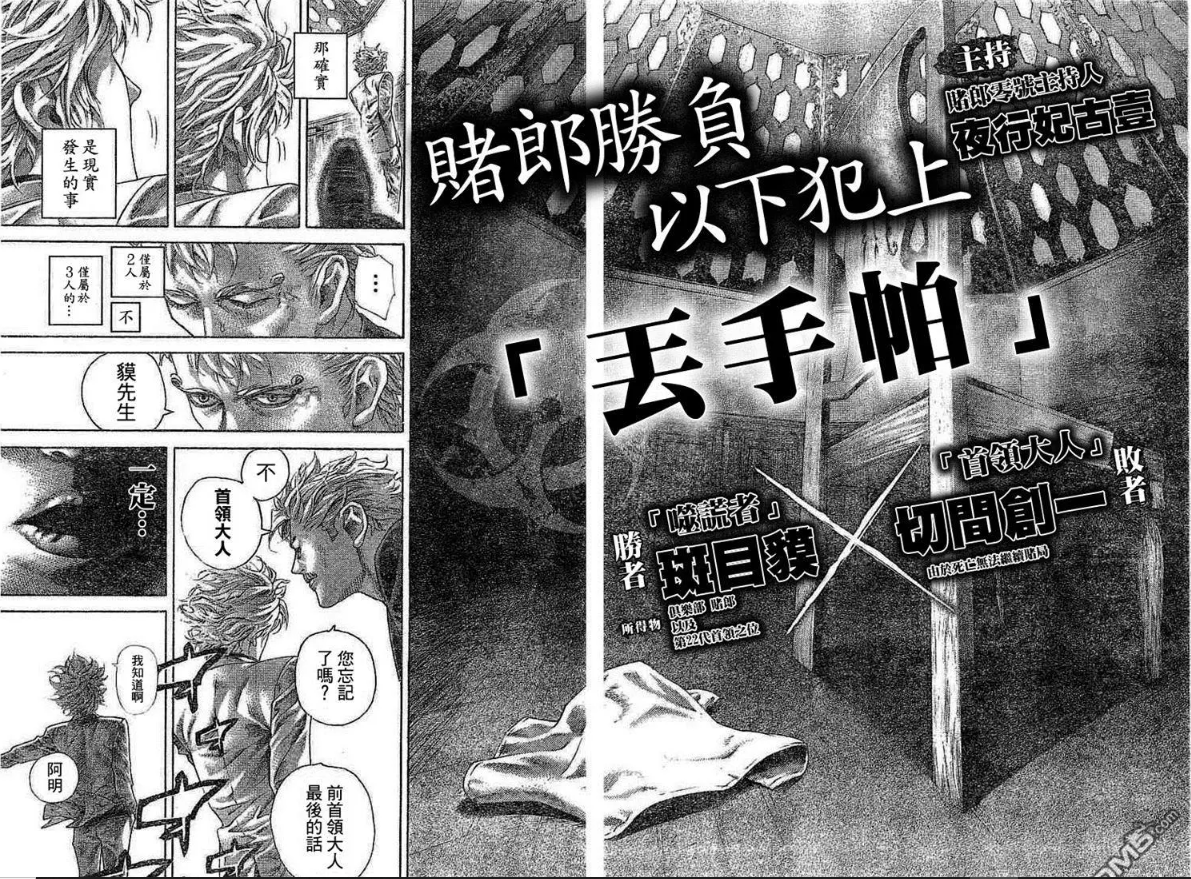 主持
賭郎零號主持人
夜行妃古壹
賭郎勝負
以下犯上
「丟手帕」
敗者
「首領大人」
切間創一
由於死亡無法繼續賭局
勝者
「噬謊者」
斑目貘
所得物
俱樂部 賭郎
以及
第22代首領之位
那確實
是現實
發生的事
…
僅屬於
2人
不
僅屬於
3人的…
貘先生
不
首領大人
一定…
您忘記
了嗎?
前首領大人
最後的話
我知道啊
阿明